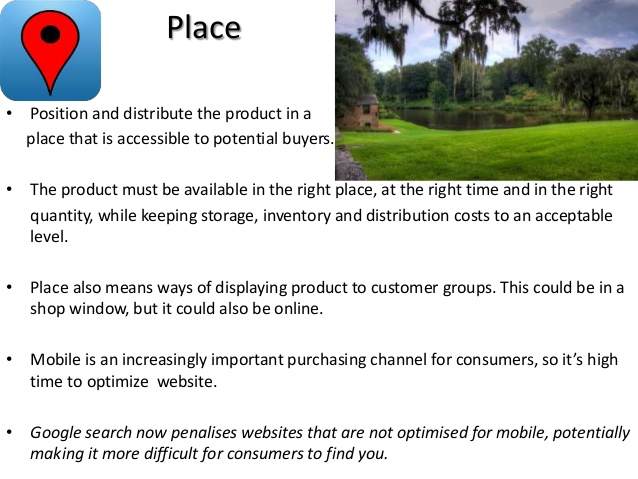 Place
• Position and distribute the product in a
place that is accessible to potential buyers.
• The product must be available in the right place, at the right time and in the right
quantity, while keeping storage, inventory and distribution costs to an acceptable
level.
• Place also means ways of displaying product to customer groups. This could be in a
shop window, but it could also be online.
• Mobile is an increasingly important purchasing channel for consumers, so it’s high
time to optimize  website.
• Google search now penalises websites that are not optimised for mobile, potentially
making it more difficult for consumers to find you.